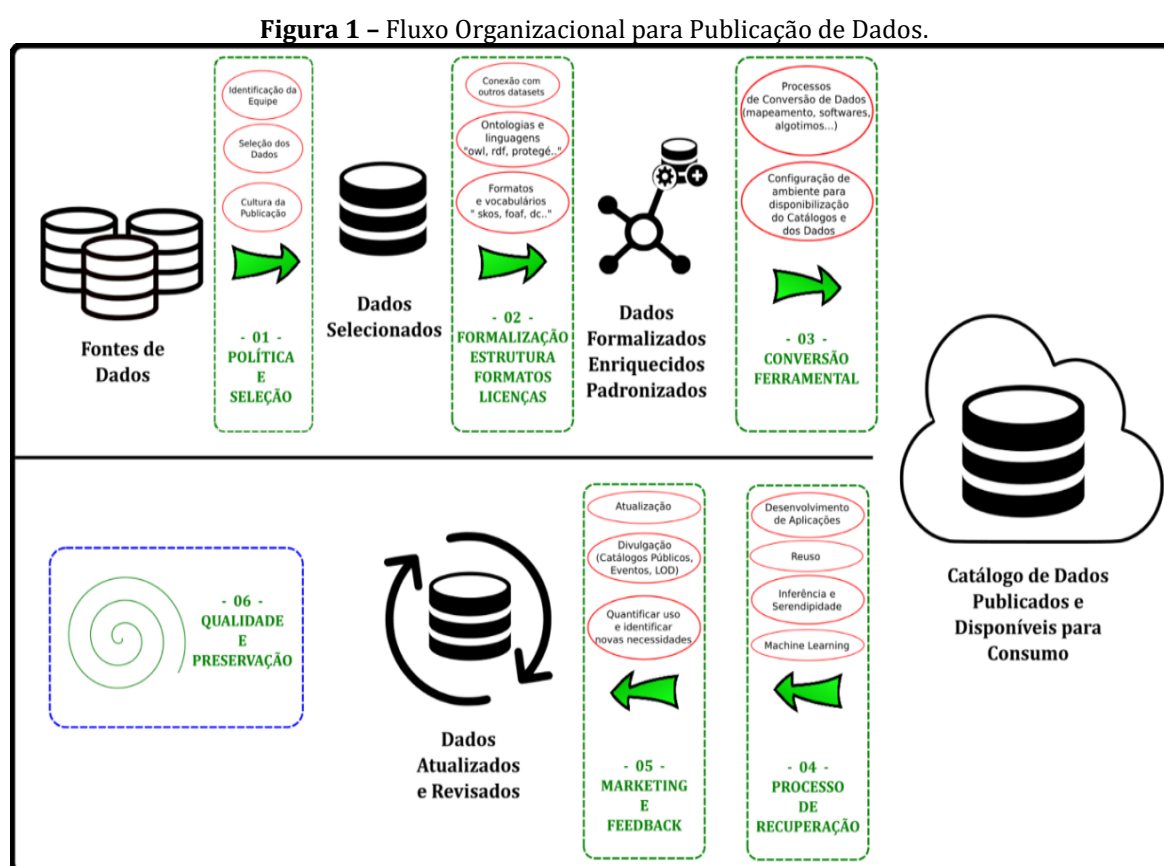 Figura 1 – Fluxo Organizacional para Publicação de Dados.
Fontes de
Dados
Identificação da
Equipe
Seleção dos
Dados
Cultura da
Publicação
- 01 -
POLÍTICA
E
SELEÇÃO
Dados
Selecionados
Conexão com
outros datasets
Ontologias e
linguagens
"owl, rdf, protegé.."
Formatos
e vocabulários
" skos, foaf, dc.."
- 02 -
FORMALIZAÇÃO
ESTRUTURA
FORMATOS
LICENÇAS
Dados
Formalizados
Enriquecidos
Padronizados
Processos
de Conversão de Dados
(mapeamento, softwares,
algotimos...)
Configuração de
ambiente para
disponibilização
do Catálogos e
dos Dados
- 03 -
CONVERSÃO
FERRAMENTAL
Catálogo de Dados
Publicados e
Disponíveis para
Consumo
Desenvolvimento
de Aplicações
Reuso
Inferência e
Serendipidade
Machine Learning
- 04 -
PROCESSO
DE
RECUPERAÇÃO
Atualização
Divulgação
(Catálogos Públicos,
Eventos, LOD)
Quantificar uso
e identificar
novas necessidades
- 05 -
MARKETING
E
FEEDBACK
Dados
Atualizados
e Revisados
- 06 -
QUALIDADE
E
PRESERVAÇÃO